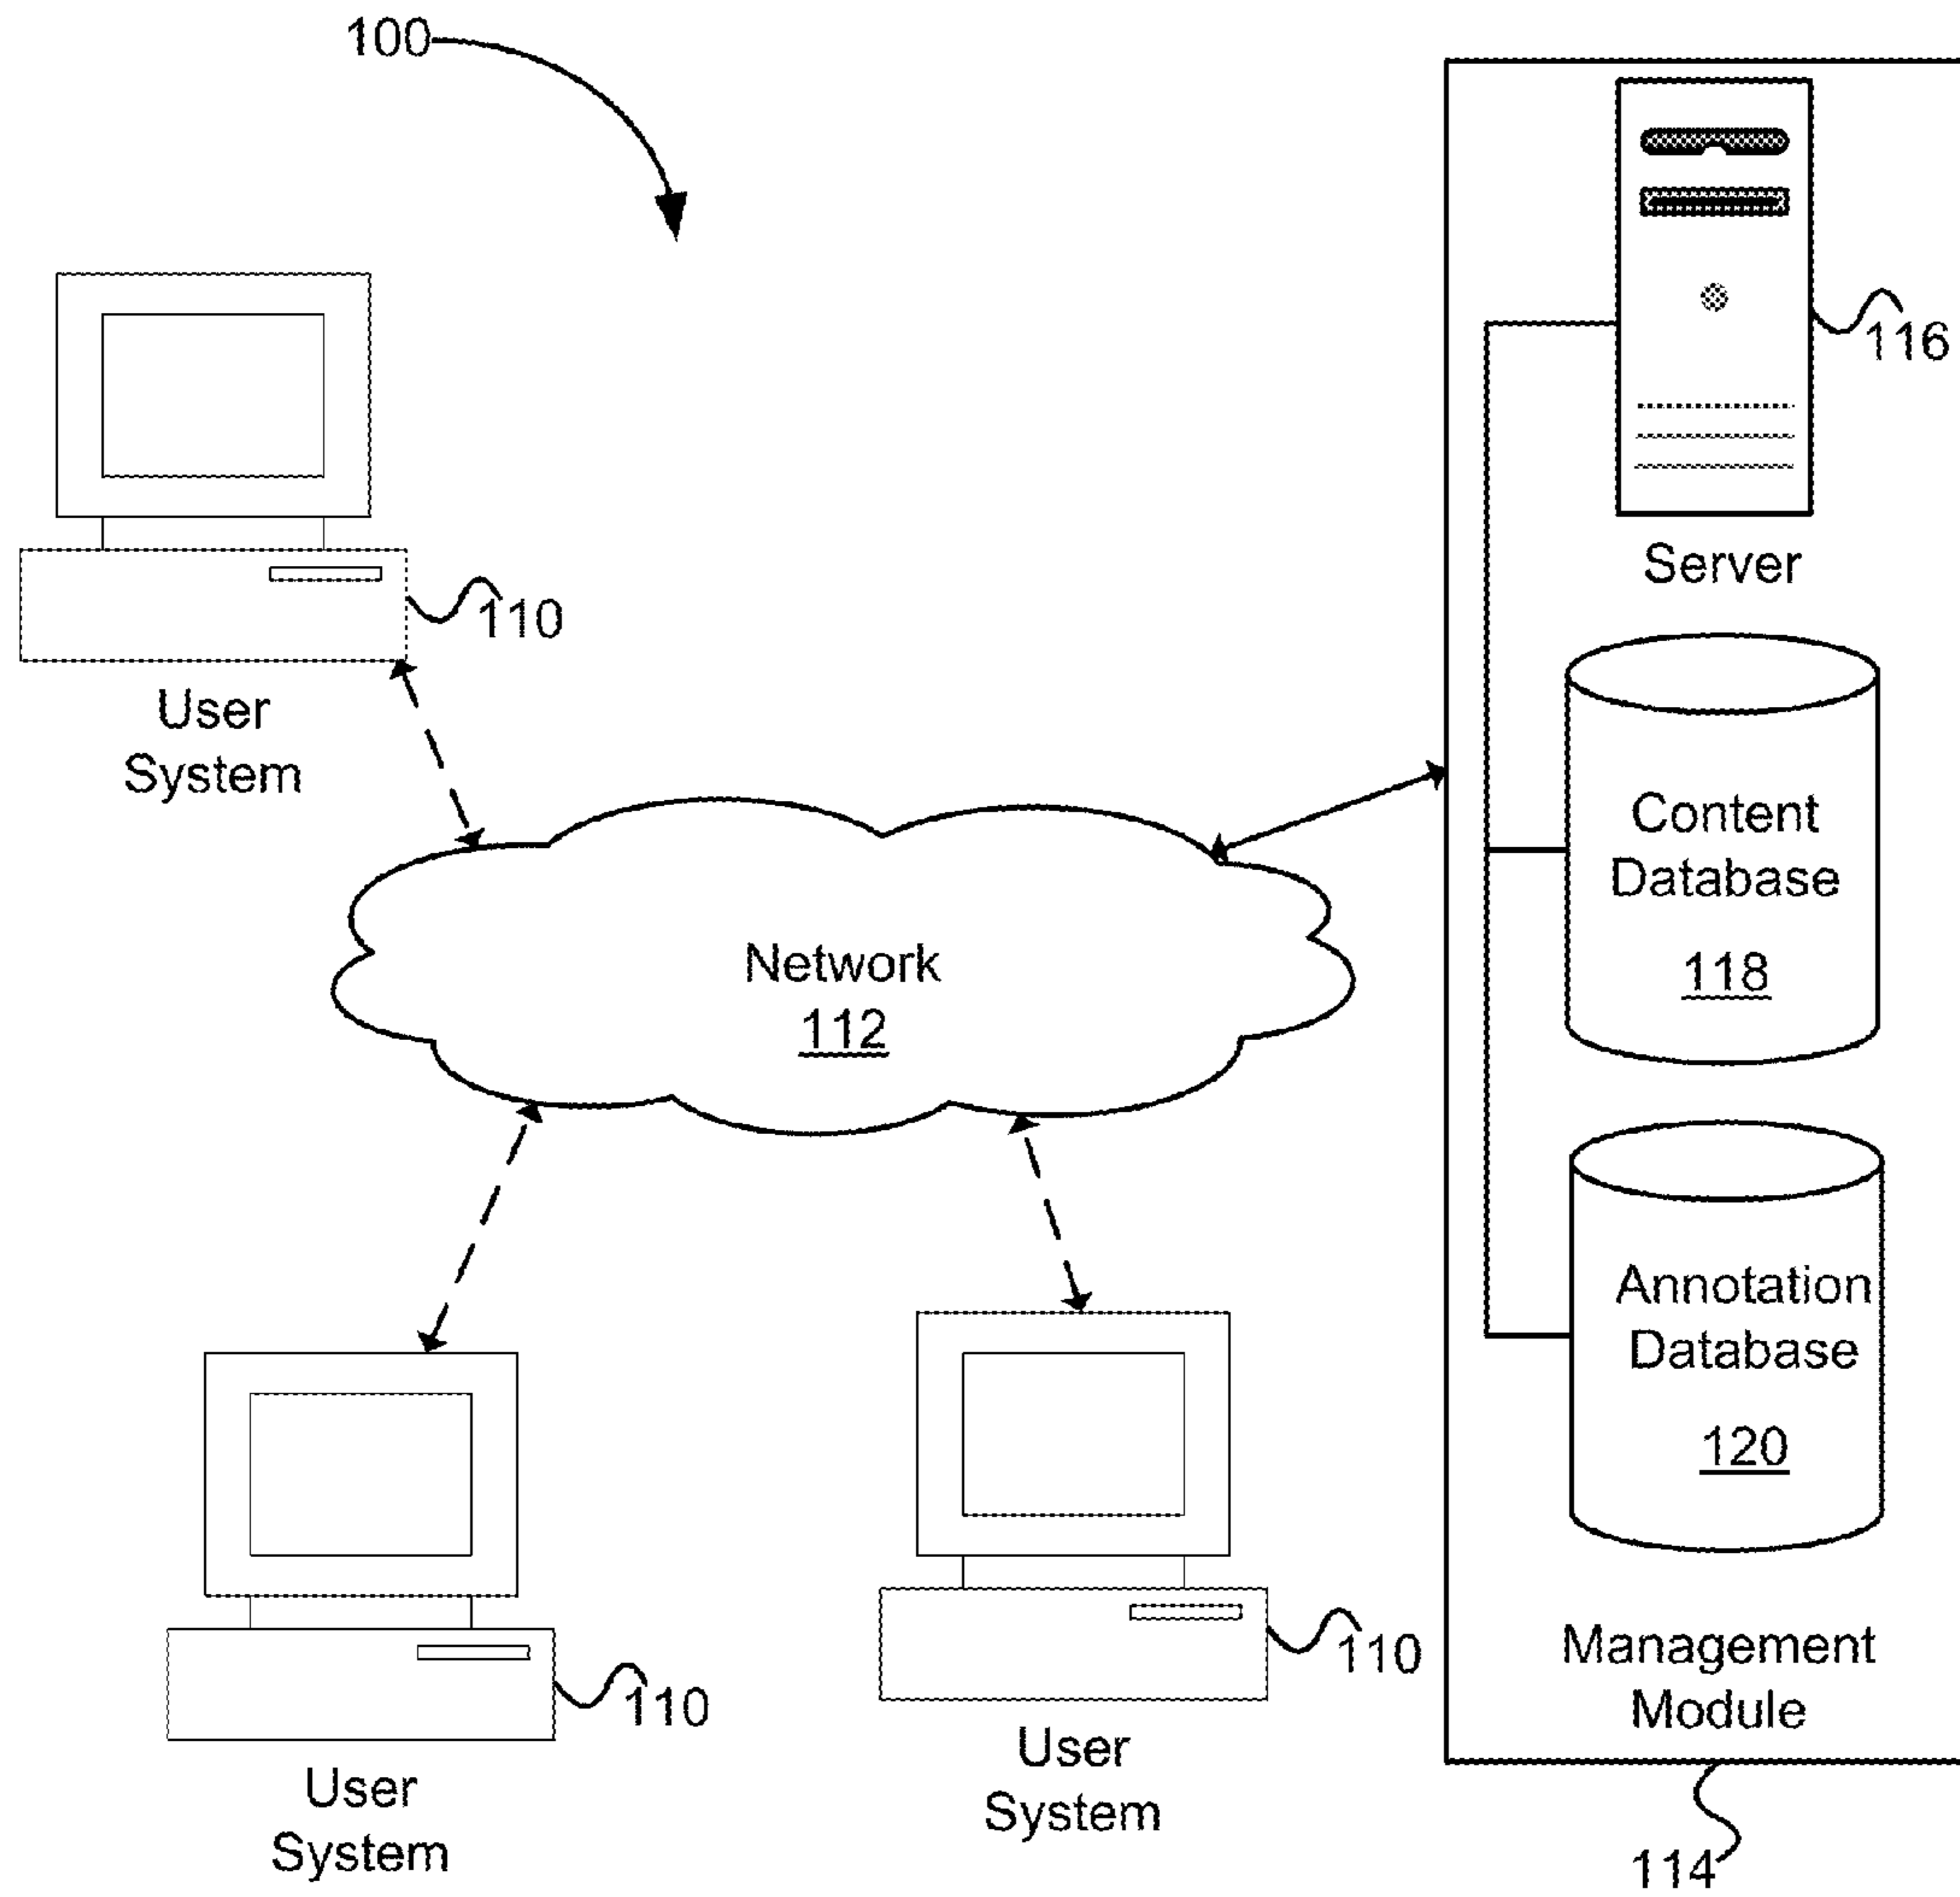 100
116
Server
110
User
System
Content
Database
118
Network
112
Annotation
Database
120
110
User
System
110
User
System
Management
Module
114